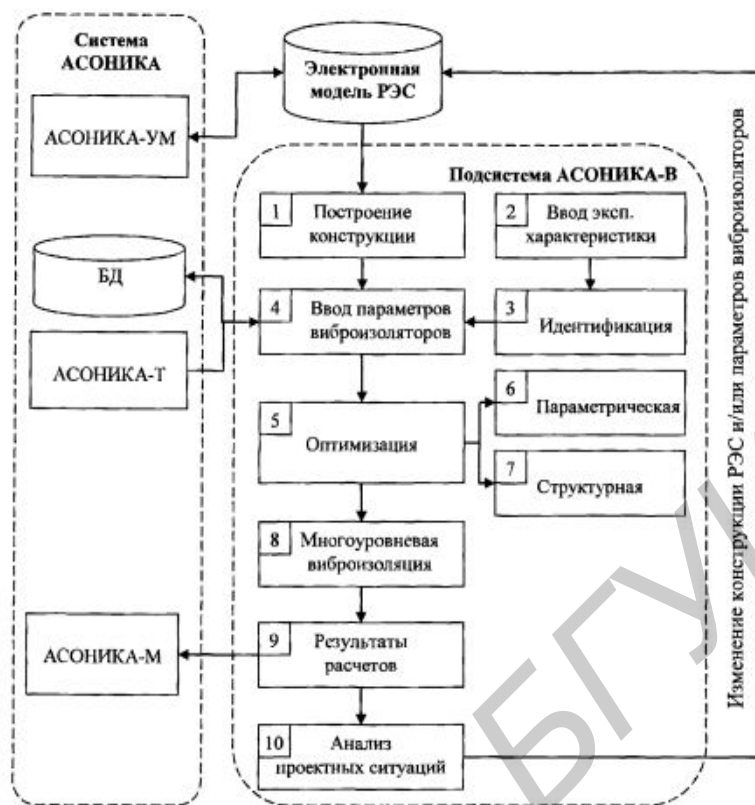 Система
АСОНИКА
Электронная
модель РЭС
АСОНИКА-УМ
Подсистема АСОНИКА-В
1
Построение
конструкции
2
Ввод эксп.
характеристики
БД
4
Ввод параметров
виброизоляторов
3
Идентификация
АСОНИКА-Т
5
Оптимизация
6
Параметрическая
7
Структурная
8
Многоуровневая
виброизоляция
АСОНИКА-М
9
Результаты
расчетов
10
Анализ
проектных ситуаций
Изменение конструкции РЭС и/или параметров виброизоляторов
БГУИ